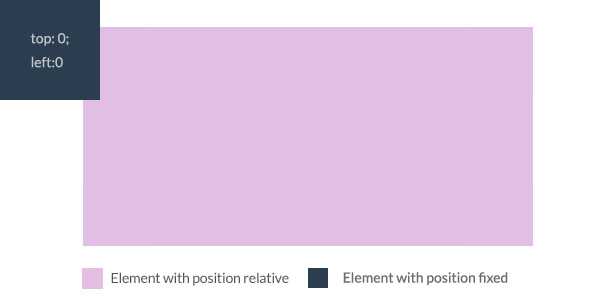 top: 0;
left:0
Element with position relative
Element with position fixed